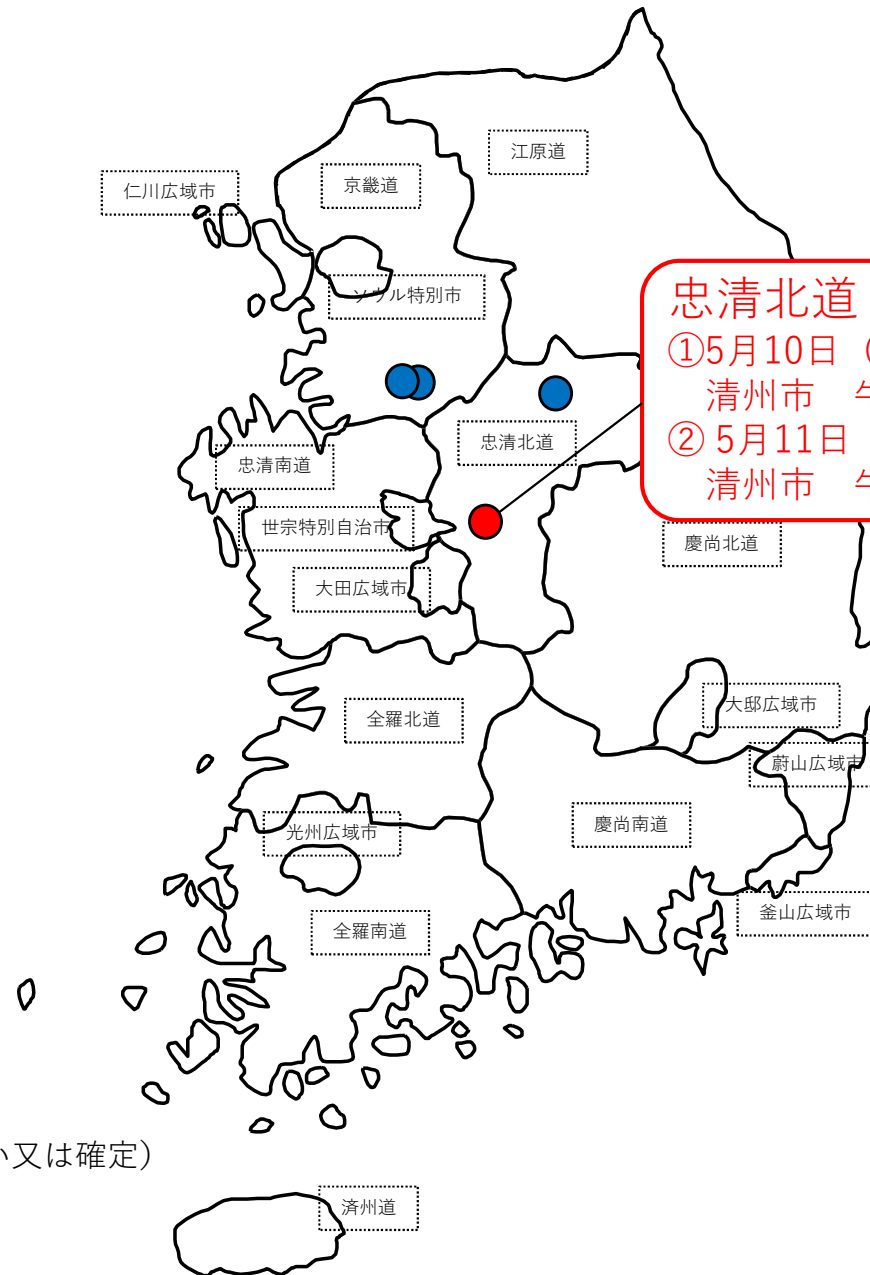 江原道
京畿道
仁川広域市
ソウル特別市
忠清北道
①5月10日（
清州市　牛
② 5月11日
清州市　牛
忠清北道
忠清南道
世宗特別自治市
慶尚北道
大田広域市
大邱広域市
全羅北道
蔚山広域市
慶尚南道
光州広域市
釜山広域市
全羅南道
い又は確定）
済州道